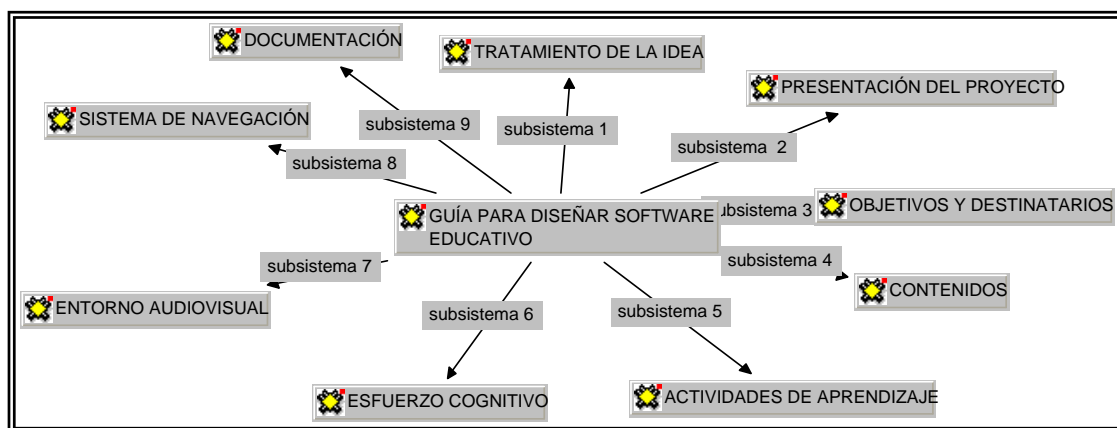 DOCUMENTACIÓN
TRATAMIENTO DE LA IDEA
PRESENTACIÓN DEL PROYECTO
SISTEMA DE NAVEGACIÓN
subsistema 9
subsistema 1
subsistema 2
subsistema 8
GUÍA PARA DISEÑAR SOFTWARE
EDUCATIVO
ubsistema 3
OBJETIVOS Y DESTINATARIOS
subsistema 7
subsistema 4
ENTORNO AUDIOVISUAL
CONTENIDOS
subsistema 6
subsistema 5
ESFUERZO COGNITIVO
ACTIVIDADES DE APRENDIZAJE